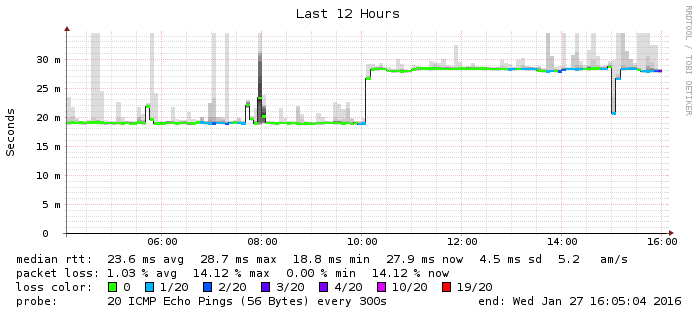 Last 12 Hours
RRDTOOL / TOBI OETIKER
Seconds
30 m
25 m
20 m
15 m
10 m
5 m
0
06:00 08:00 10:00 12:00 14:00 16:00
median rtt: 23.6 ms avg 28.7 ms max 18.8 ms min 27.9 ms now 4.5 ms sd 5.2 am/s
packet loss: 1.03 % avg 14.12 % max 0.00 % min 14.12 % now
loss color: 0 1/20 2/20 3/20 4/20 10/20 19/20
probe: 20 ICMP Echo Pings (56 Bytes) every 300s end: Wed Jan 27 16:05:04 2016